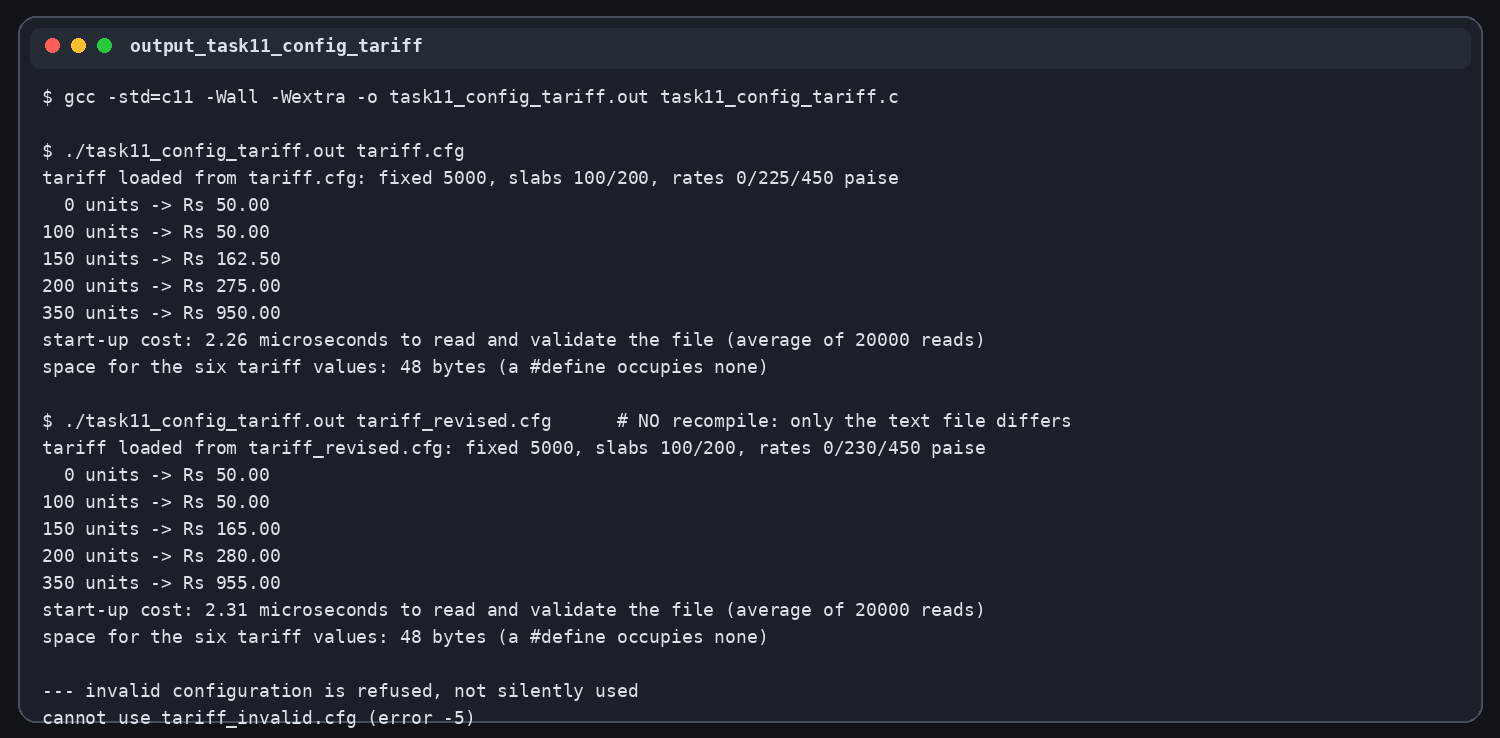 output_task11_config_tariff
$ gcc -std=c11 -Wall -Wextra -o task11_config_tariff.out task11_config_tariff.c
$ ./task11_config_tariff.out tariff.cfg
tariff loaded from tariff.cfg: fixed 5000, slabs 100/200, rates 0/225/450 paise
  0 units -> Rs 50.00
100 units -> Rs 50.00
150 units -> Rs 162.50
200 units -> Rs 275.00
350 units -> Rs 950.00
start-up cost: 2.26 microseconds to read and validate the file (average of 20000 reads)
space for the six tariff values: 48 bytes (a #define occupies none)
$ ./task11_config_tariff.out tariff_revised.cfg      # NO recompile: only the text file differs
tariff loaded from tariff_revised.cfg: fixed 5000, slabs 100/200, rates 0/230/450 paise
  0 units -> Rs 50.00
100 units -> Rs 50.00
150 units -> Rs 165.00
200 units -> Rs 280.00
350 units -> Rs 955.00
start-up cost: 2.31 microseconds to read and validate the file (average of 20000 reads)
space for the six tariff values: 48 bytes (a #define occupies none)
--- invalid configuration is refused, not silently used
cannot use tariff_invalid.cfg (error -5)